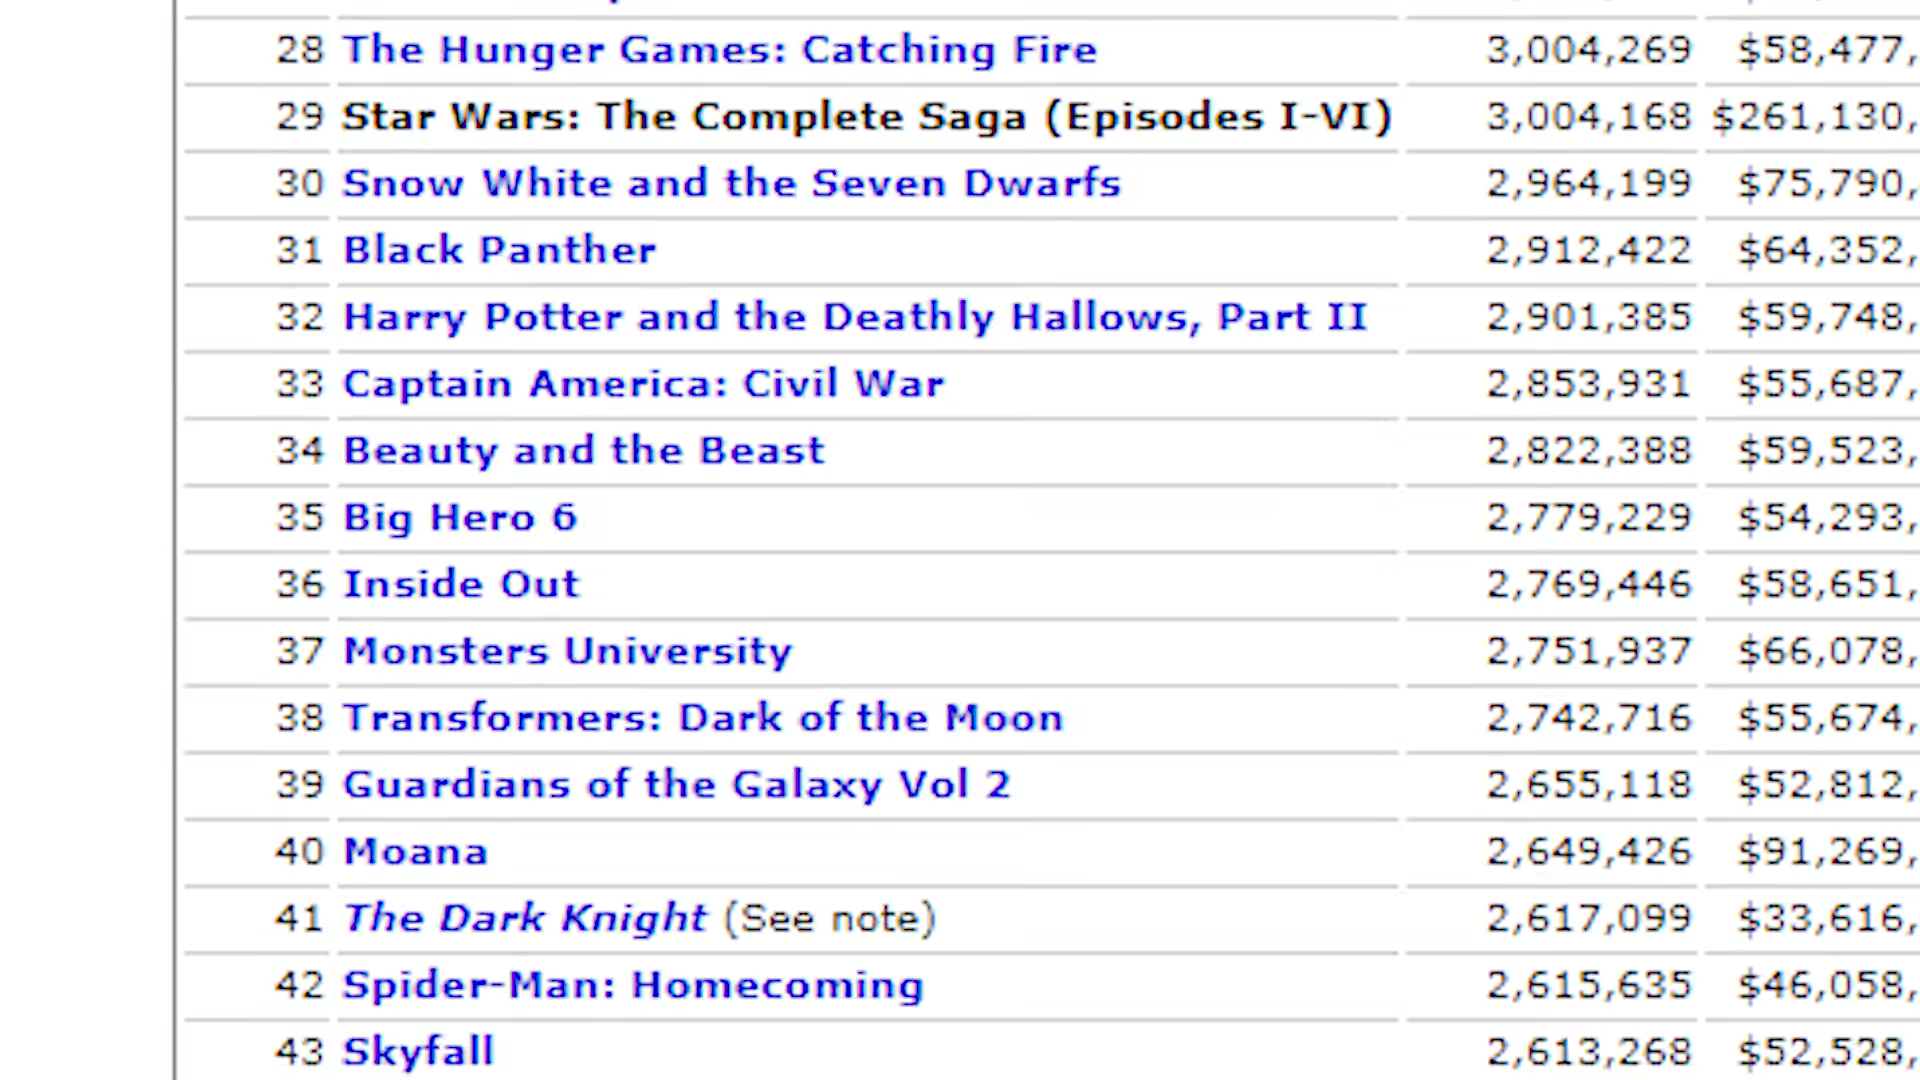 28 The Hunger Games: Catching Fire 3,004,269 $58,477,
29 Star Wars: The Complete Saga (Episodes I-VI) 3,004,168 $261,130,
30 Snow White and the Seven Dwarfs 2,964,199 $75,790,
31 Black Panther 2,912,422 $64,352,
32 Harry Potter and the Deathly Hallows, Part II 2,901,385 $59,748,
33 Captain America: Civil War 2,853,931 $55,687,
34 Beauty and the Beast 2,822,388 $59,523,
35 Big Hero 6 2,779,229 $54,293,
36 Inside Out 2,769,446 $58,651,
37 Monsters University 2,751,937 $66,078,
38 Transformers: Dark of the Moon 2,742,716 $55,674,
39 Guardians of the Galaxy Vol 2 2,655,118 $52,812,
40 Moana 2,649,426 $91,269,
41 The Dark Knight (See note) 2,617,099 $33,616,
42 Spider-Man: Homecoming 2,615,635 $46,058,
43 Skyfall 2,613,268 $52,528,